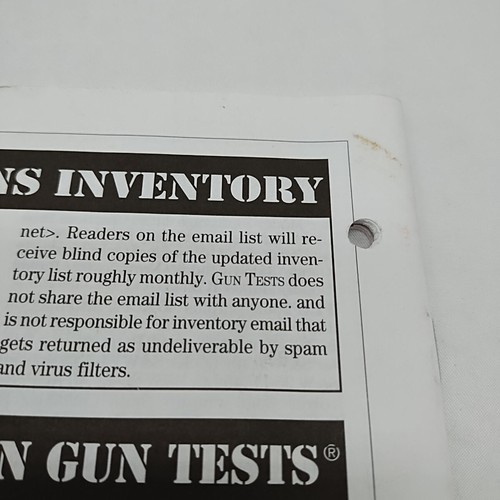 NS INVENTORY
net>. Readers on the email list will re-
ceive blind copies of the updated inven-
tory list roughly monthly. GUN TESTS does
not share the email list with anyone. and
is not responsible for inventory email that
gets returned as undeliverable by spam
and virus filters.
N GUN TESTS®